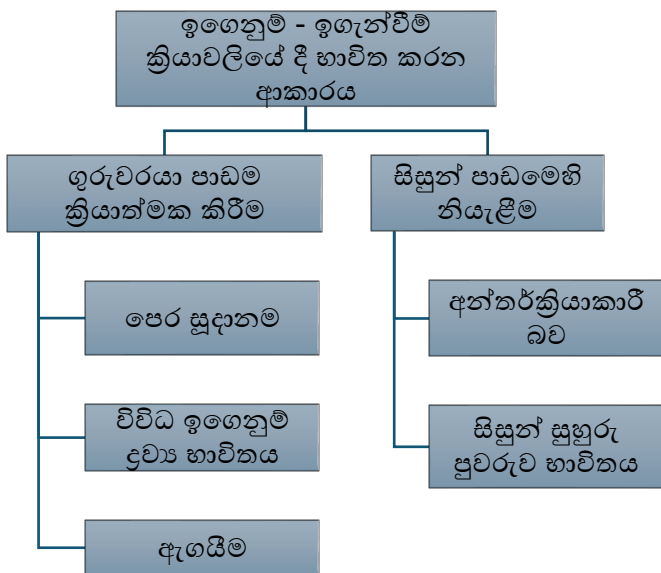 ඉගෙනුම් - ඉගැන්වීම්
ක්‍රියාවලියේ දී භාවිත කරන
ආකාරය
ගුරුවරයා පාඩම
ක්‍රියාත්මක කිරීම
පෙර සූදානම
විවිධ ඉගෙනුම්
ද්‍රව්‍ය භාවිතය
ඇගයීම
සිසුන් පාඩමෙහි
නියැළීම
අන්තර්ක්‍රියාකාරී
බව
සිසුන් සුහුරු
පුවරුව භාවිතය